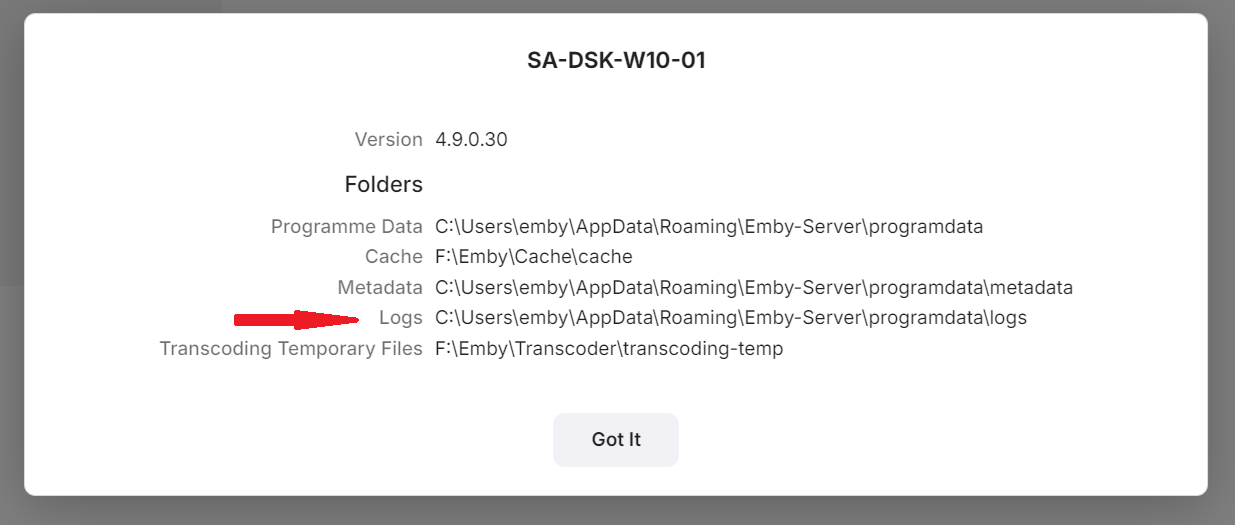 SA-DSK-W10-01
Version 4.9.0.30
Folders
Programme Data C:\Users\emby\AppData\Roaming\Emby-Server\programdata
Cache F:\Emby\Cache\cache
Metadata C:\Users\emby\AppData\Roaming\Emby-Server\programdata\metadata
Logs C:\Users\emby\AppData\Roaming\Emby-Server\programdata\logs
Transcoding Temporary Files F:\Emby\Transcoder\transcoding-temp
Got It